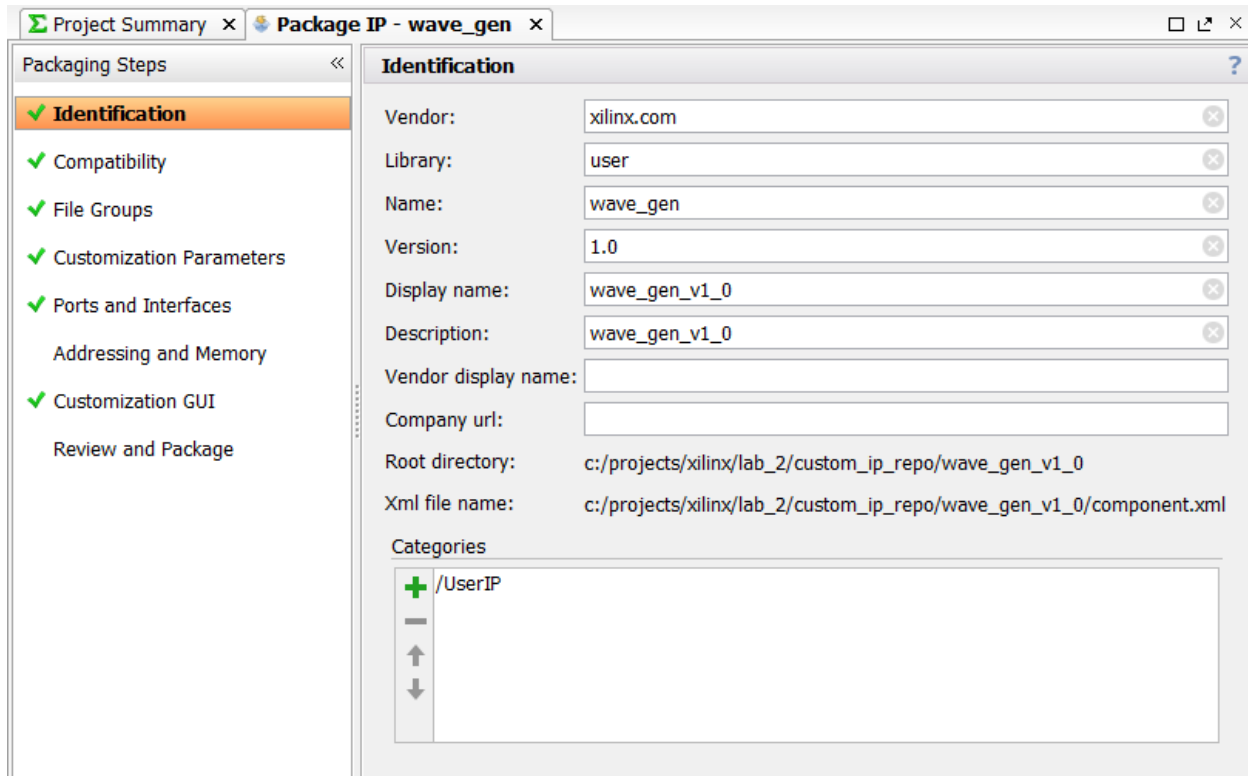 Project Summary
Package IP - wave_gen
Packaging Steps
Identification
Compatibility
File Groups
Customization Parameters
Ports and Interfaces
Addressing and Memory
Customization GUI
Review and Package
Identification
Vendor: xilinx.com
Library: user
Name: wave_gen
Version: 1.0
Display name: wave_gen_v1_0
Description: wave_gen_v1_0
Vendor display name:
Company url:
Root directory: c:/projects/xilinx/lab_2/custom_ip_repo/wave_gen_v1_0
Xml file name: c:/projects/xilinx/lab_2/custom_ip_repo/wave_gen_v1_0/component.xml
Categories
/UserIP